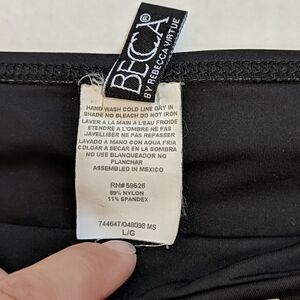 BECCA®
BY REBECCA VIRTUE
HAND WASH COLD LINE DRY IN
SHADE NO BLEACH DO NOT IRON
LAVER A LA MAIN A L'EAU FROIDE
ETENDRE A L'OMBRE NE PAS
JAVELLISER NE PAS REPASSER
LAVADO A MANO CON AGUA FRIA
COLGAR A SECAR EN LA SOMBRA
NO USE BLANQUEADOR NO
PLANCHAR
ASSEMBLED IN MEXICO
RN#59626
89% NYLON
11% SPANDEX
744647/048098 MS
L/G